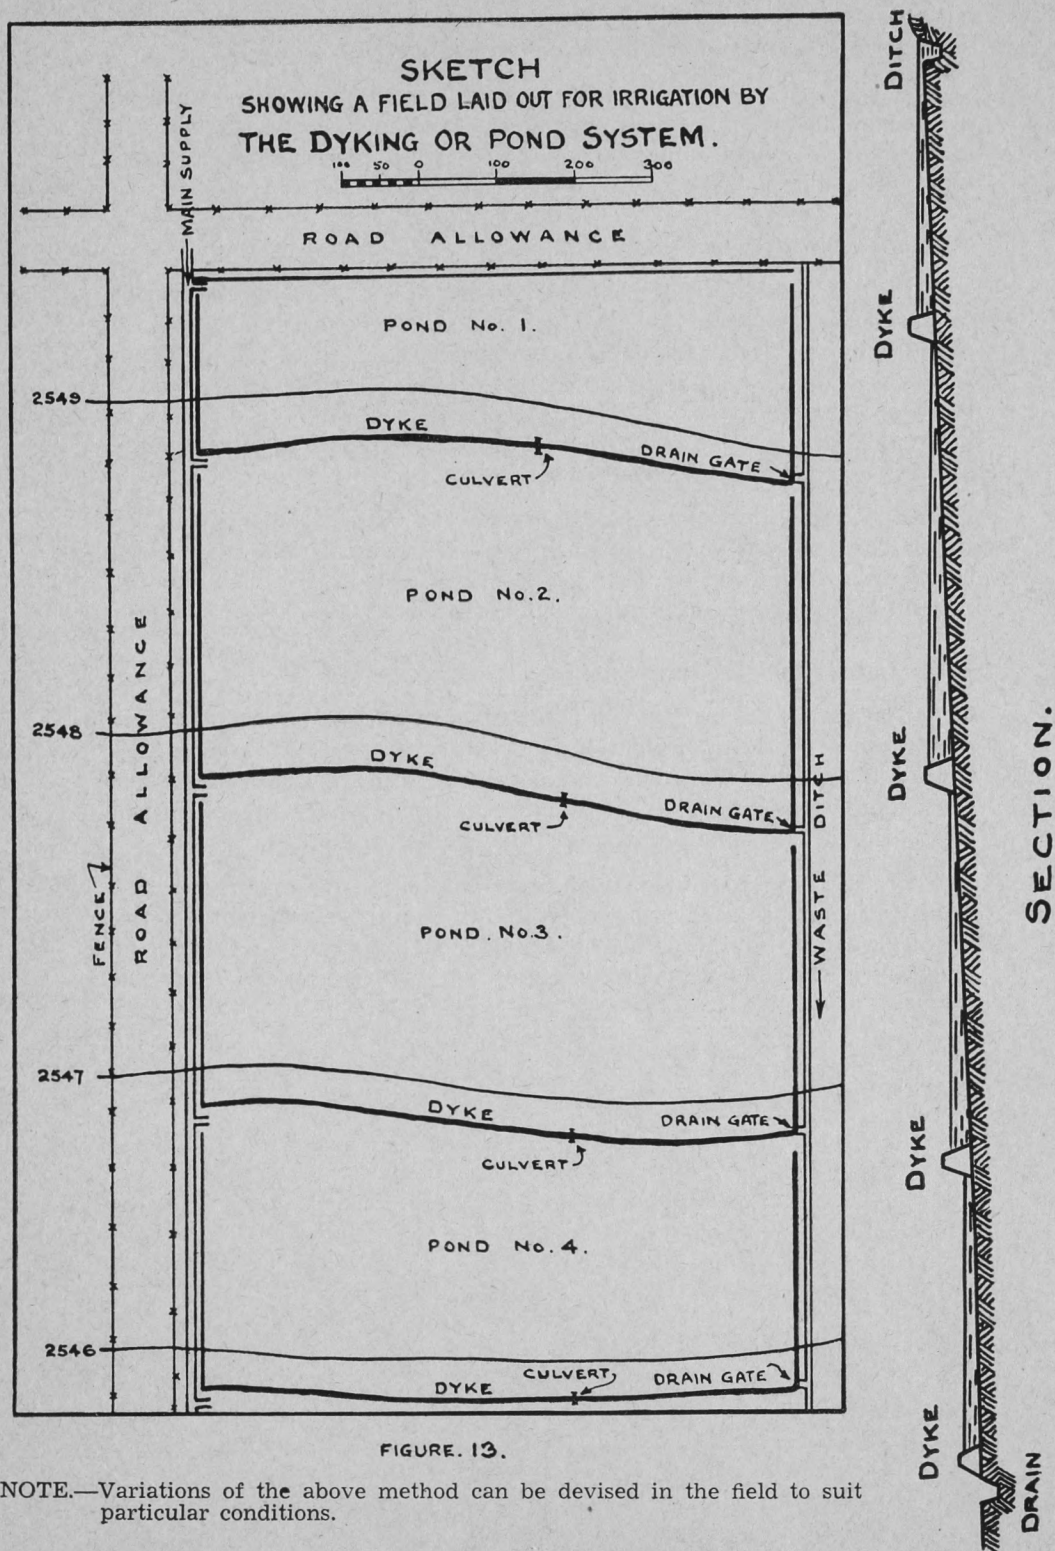 SKETCH
SHOWING A FIELD LAID OUT FOR IRRIGATION BY
THE DYKING OR POND SYSTEM.
100 50 0 100 200 300
MAIN SUPPLY
ROAD ALLOWANCE
POND No. 1.
2549
DYKE
CULVERT
DRAIN GATE
POND No. 2.
2548
DYKE
CULVERT
DRAIN GATE
ROAD ALLOWANCE
FENCE
WASTE DITCH
POND. No. 3.
2547
DYKE
CULVERT
DRAIN GATE
POND No. 4.
2546
DYKE
CULVERT
DRAIN GATE
DITCH
DYKE
DYKE
DYKE
DYKE
DRAIN
SECTION.
FIGURE. 13.
NOTE.—Variations of the above method can be devised in the field to suit
particular conditions.